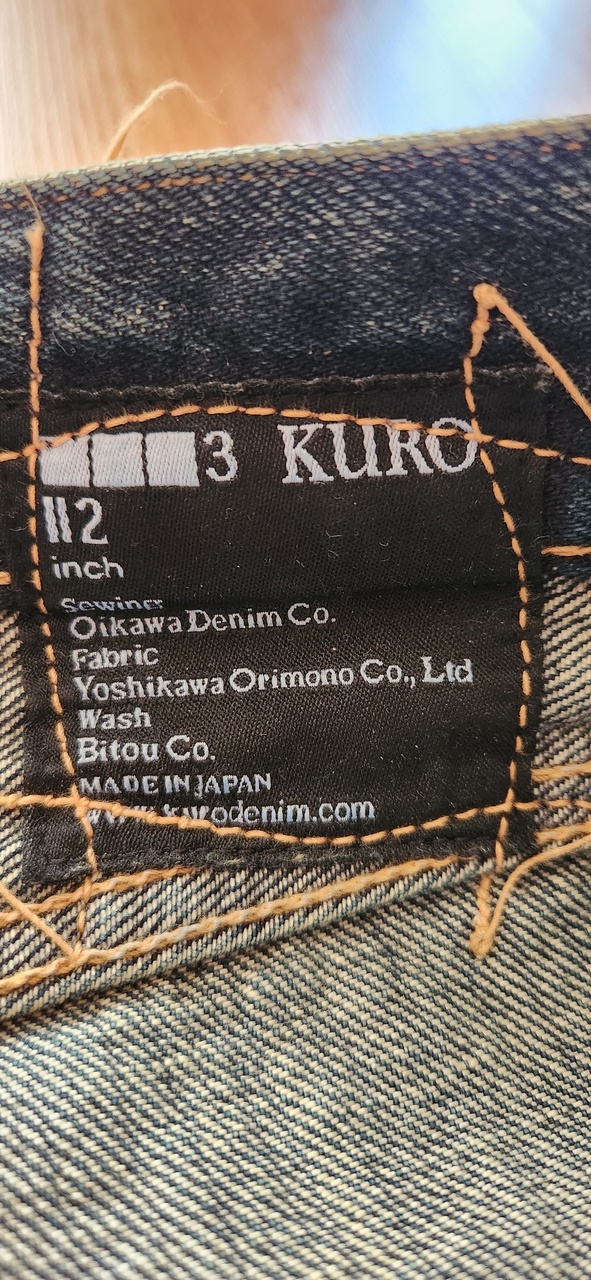 3 KURO
2
inch
Sewing
Oikawa Denim Co.
Fabric
Yoshikawa Orimono Co., Ltd
Wash
Bitou Co.
MADE IN JAPAN
www.kurodenim.com